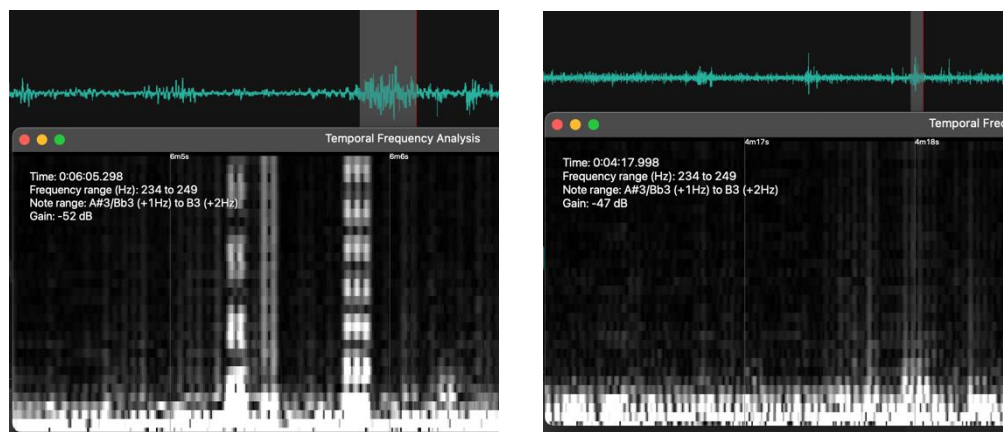 Temporal Frequency Analysis
6m5s
6m6s
Time: 0:06:05.298
Frequency range (Hz): 234 to 249
Note range: A#3/Bb3 (+1Hz) to B3 (+2Hz)
Gain: -52 dB
Temporal Freq
4m17s
4m18s
Time: 0:04:17.998
Frequency range (Hz): 234 to 249
Note range: A#3/Bb3 (+1Hz) to B3 (+2Hz)
Gain: -47 dB